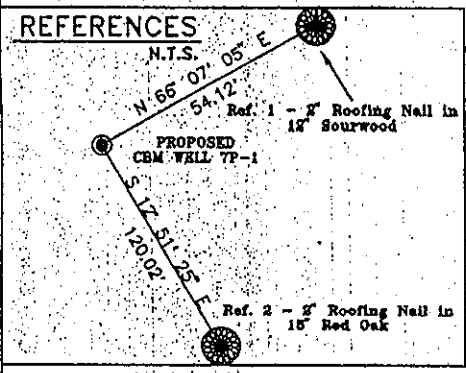 REFERENCES
N.T.S.
N 66° 07' 05" E
54.12'
Ref. 1 - 2" Roofing Nail in
12" Sourwood
PROPOSED
CBM WELL 7P-1
S 17° 51' 25" E
120.02'
Ref. 2 - 2" Roofing Nail in
15" Red Oak